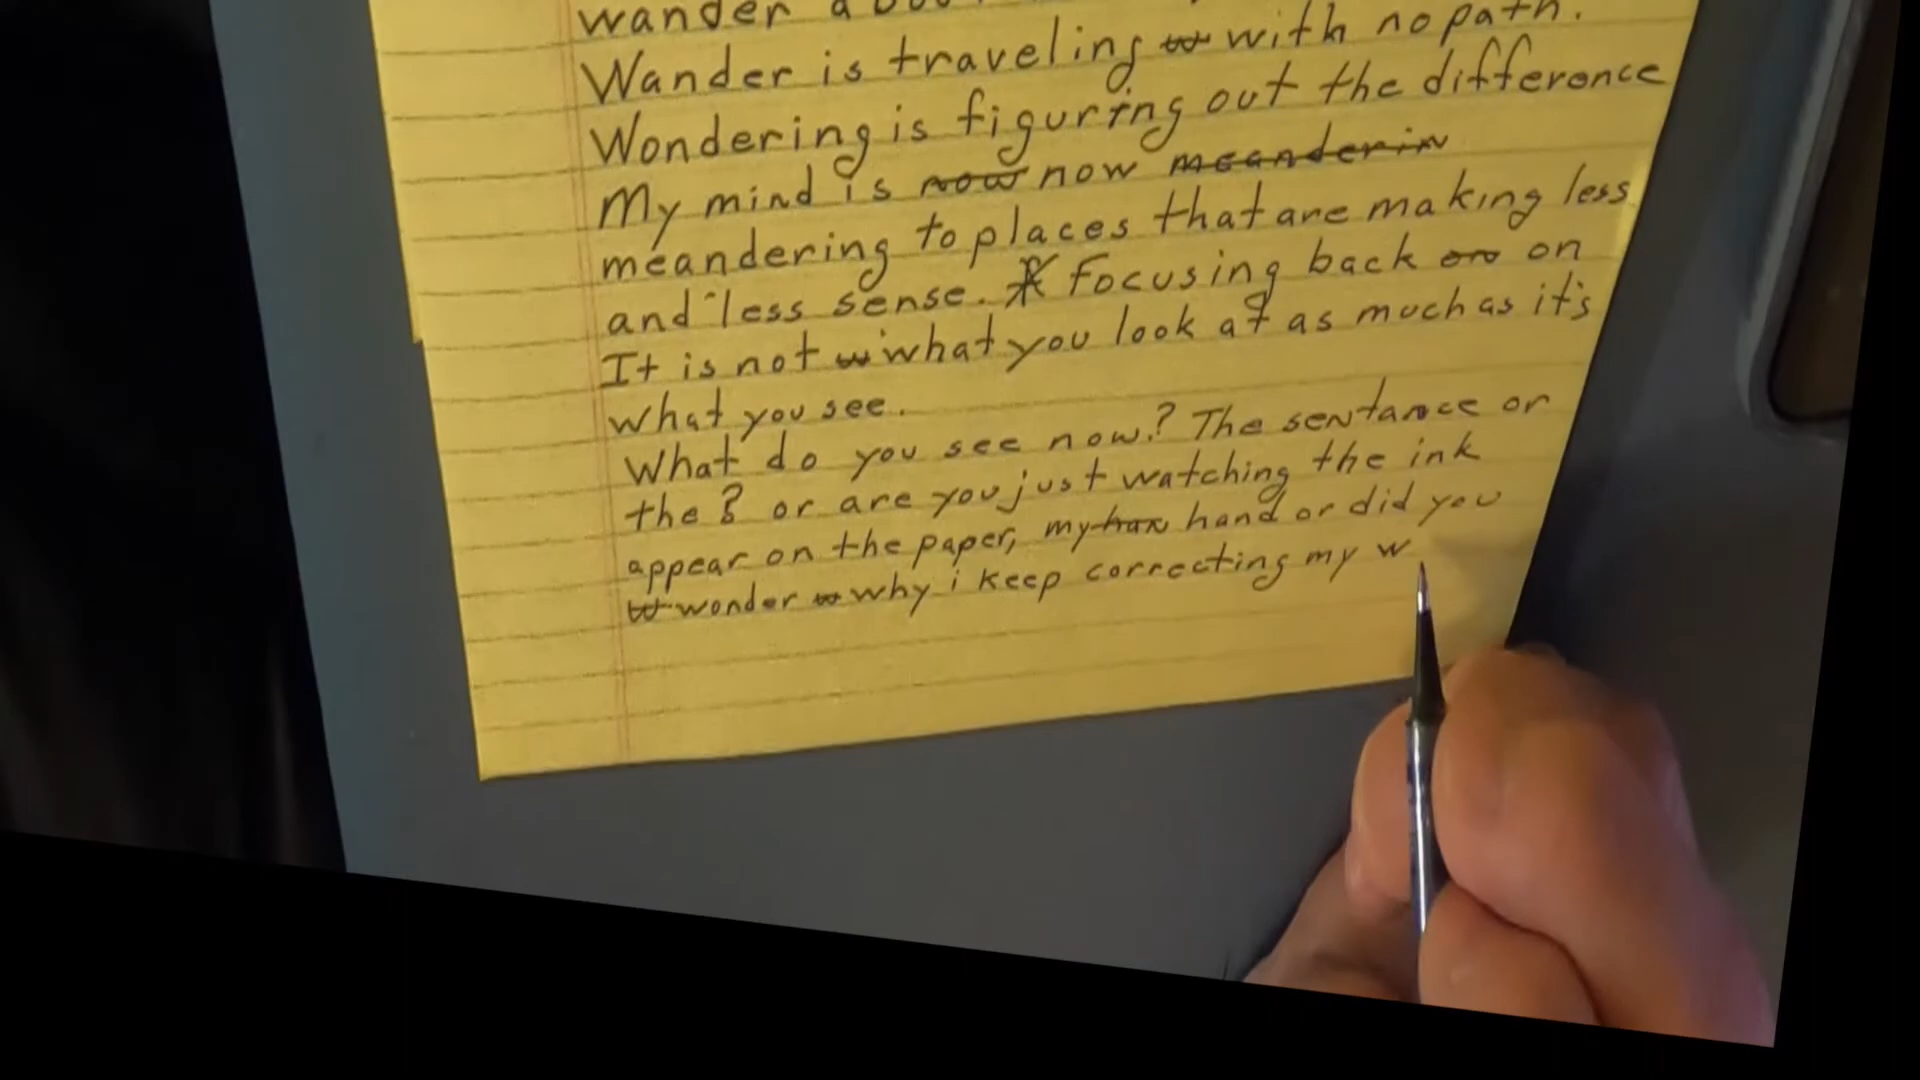 wander
Wander is traveling w with no path.
Wondering is figuring out the difference
My mind is now now meanderin
meandering to places that are making less
and less sense. Focusing back on on
It is not w what you look at as much as it's
what you see.
What do you see now? The sentance or
the ? or are you just watching the ink
appear on the paper, my han hand or did you
w wonder w why i keep correcting my w